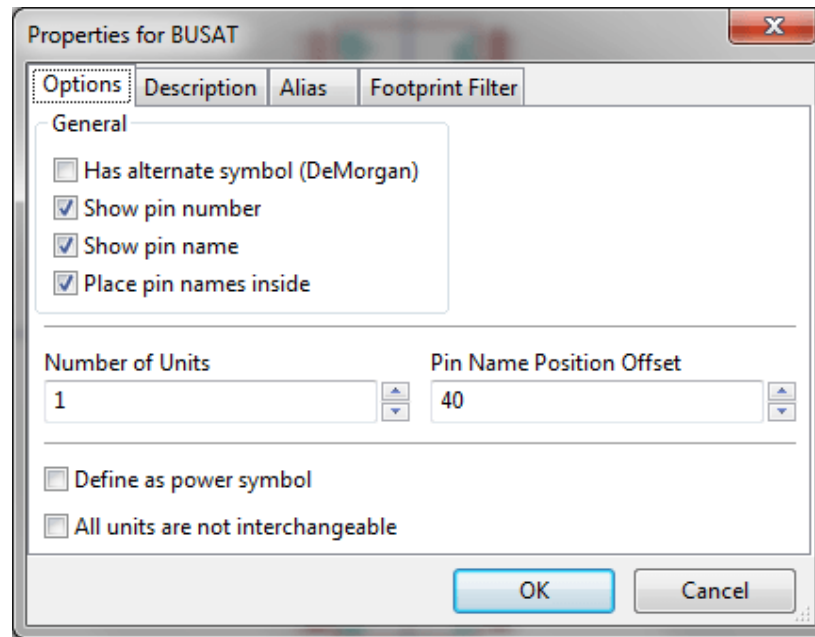 Properties for BUSAT
Options Description Alias Footprint Filter
General
Has alternate symbol (DeMorgan)
Show pin number
Show pin name
Place pin names inside
Number of Units Pin Name Position Offset
1 40
Define as power symbol
All units are not interchangeable
OK Cancel